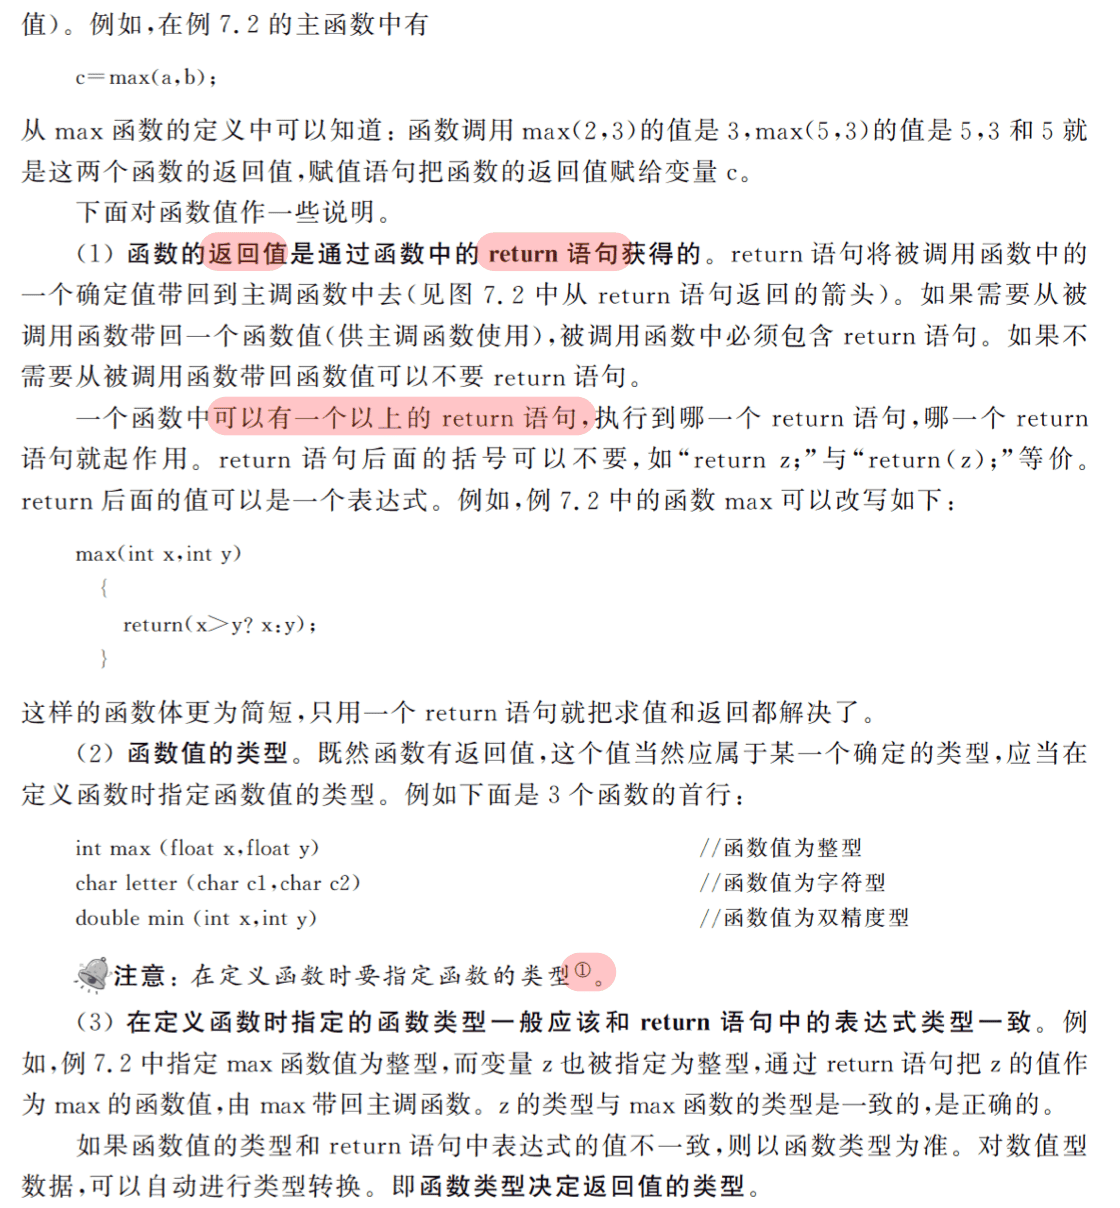 值)。例如,在例 7.2 的主函数中有
c=max(a,b);
从 max 函数的定义中可以知道: 函数调用 max(2,3)的值是 3,max(5,3)的值是 5,3 和 5 就
是这两个函数的返回值,赋值语句把函数的返回值赋给变量 c。
下面对函数值作一些说明。
(1) 函数的返回值是通过函数中的 return 语句获得的。return 语句将被调用函数中的
一个确定值带回到主调函数中去(见图 7.2 中从 return 语句返回的箭头)。如果需要从被
调用函数带回一个函数值(供主调函数使用),被调用函数中必须包含 return 语句。如果不
需要从被调用函数带回函数值可以不要 return 语句。
一个函数中可以有一个以上的 return 语句,执行到哪一个 return 语句,哪一个 return
语句就起作用。return 语句后面的括号可以不要,如“return z;”与“return(z);”等价。
return 后面的值可以是一个表达式。例如,例 7.2 中的函数 max 可以改写如下:
max(int x,int y)
{
return(x>y? x:y);
}
这样的函数体更为简短,只用一个 return 语句就把求值和返回都解决了。
(2) 函数值的类型。既然函数有返回值,这个值当然应属于某一个确定的类型,应当在
定义函数时指定函数值的类型。例如下面是 3 个函数的首行:
int max (float x,float y) //函数值为整型
char letter (char c1,char c2) //函数值为字符型
double min (int x,int y) //函数值为双精度型
注意: 在定义函数时要指定函数的类型①。
(3) 在定义函数时指定的函数类型一般应该和 return 语句中的表达式类型一致。例
如,例 7.2 中指定 max 函数值为整型,而变量 z 也被指定为整型,通过 return 语句把 z 的值作
为 max 的函数值,由 max 带回主调函数。z 的类型与 max 函数的类型是一致的,是正确的。
如果函数值的类型和 return 语句中表达式的值不一致,则以函数类型为准。对数值型
数据,可以自动进行类型转换。即函数类型决定返回值的类型。